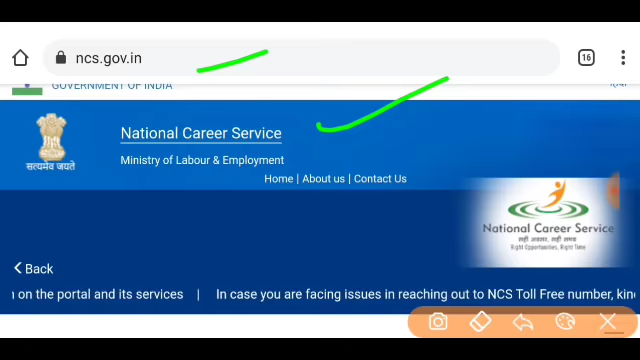 ncs.gov.in
16
GOVERNMENT OF INDIA
हिन्दी
National Career Service
सत्यमेव जयते
Ministry of Labour & Employment
Home | About us | Contact Us
National Career Service
सही अवसर, सही समय
Right Opportunities, Right Time
Back
on the portal and its services | In case you are facing issues in reaching out to NCS Toll Free number,